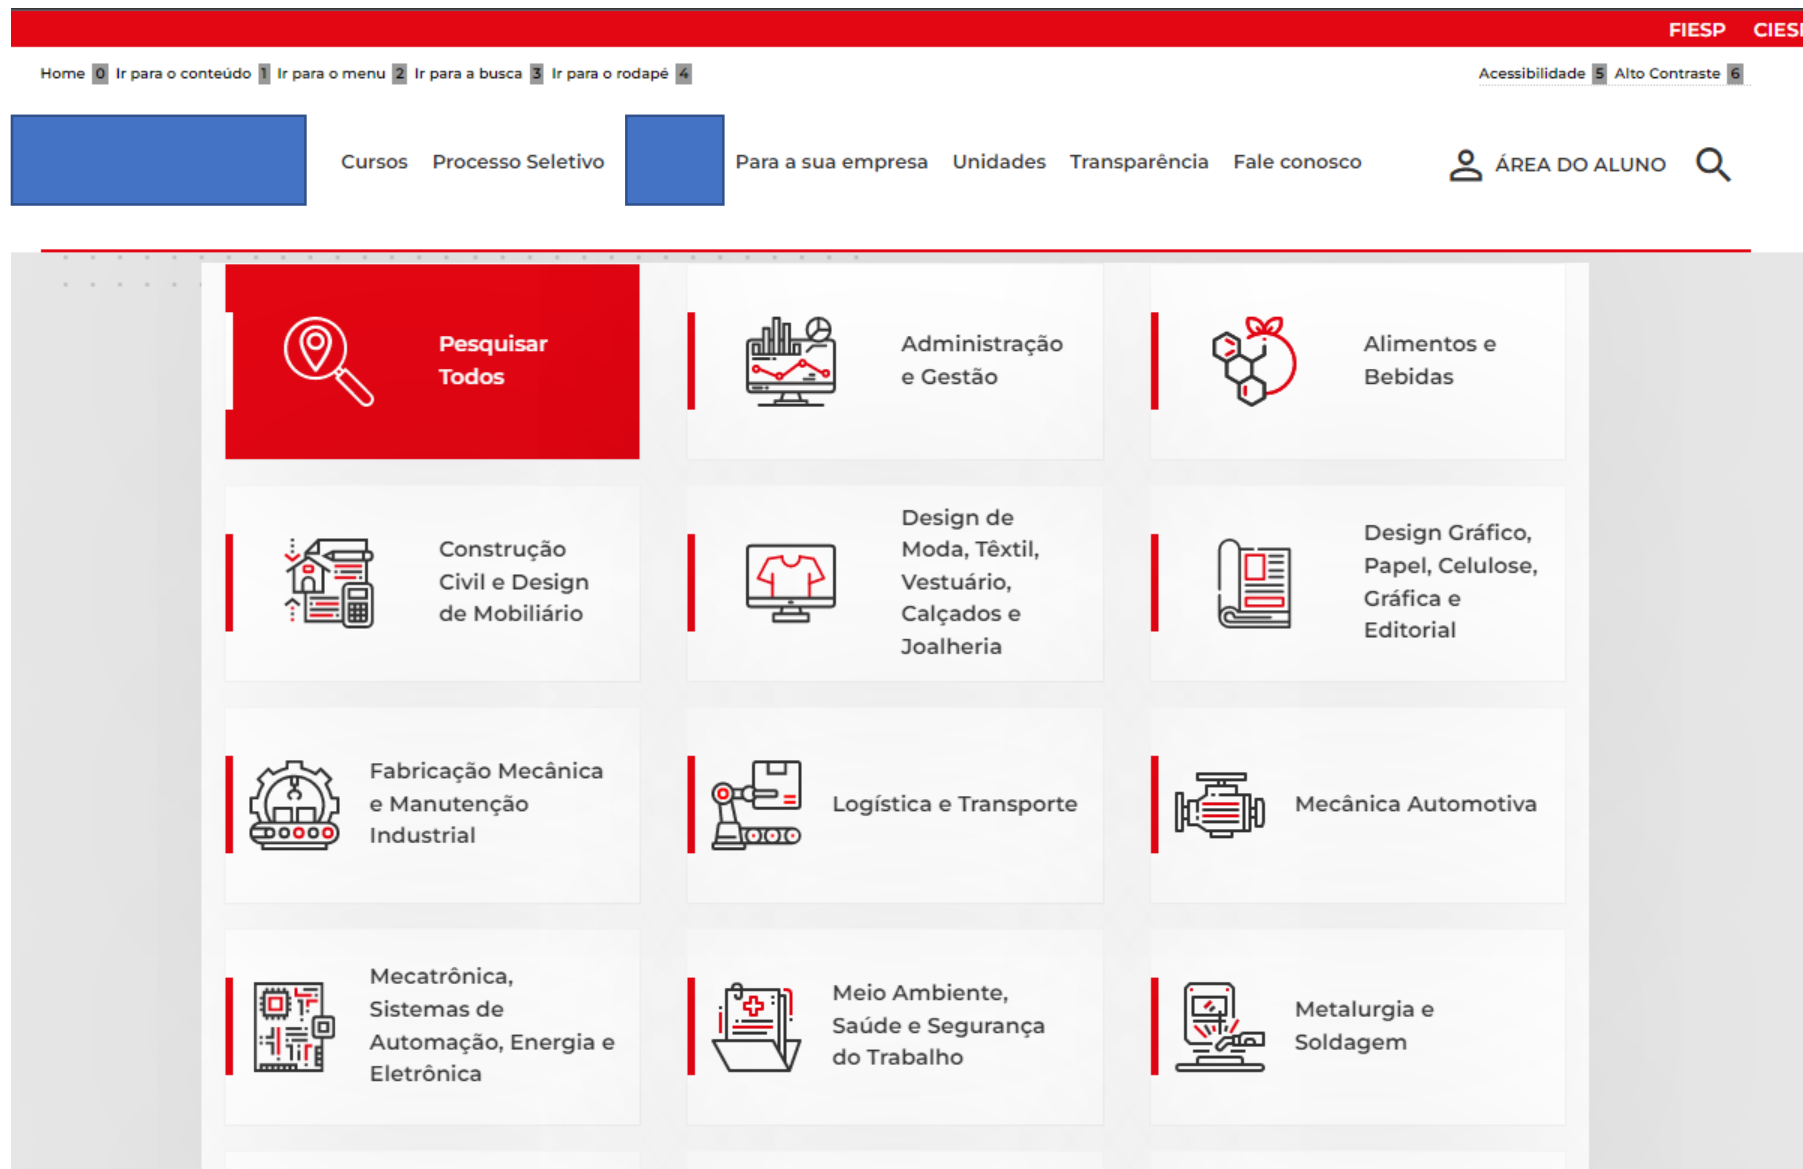 FIESP CIESP
Home 0 Ir para o conteúdo 1 Ir para o menu 2 Ir para a busca 3 Ir para o rodapé 4
Acessibilidade 5 Alto Contraste 6
Cursos Processo Seletivo Para a sua empresa Unidades Transparência Fale conosco
ÁREA DO ALUNO
Pesquisar
Todos
Administração
e Gestão
Alimentos e
Bebidas
Construção
Civil e Design
de Mobiliário
Design de
Moda, Têxtil,
Vestuário,
Calçados e
Joalheria
Design Gráfico,
Papel, Celulose,
Gráfica e
Editorial
Fabricação Mecânica
e Manutenção
Industrial
Logística e Transporte
Mecânica Automotiva
Mecatrônica,
Sistemas de
Automação, Energia e
Eletrônica
Meio Ambiente,
Saúde e Segurança
do Trabalho
Metalurgia e
Soldagem